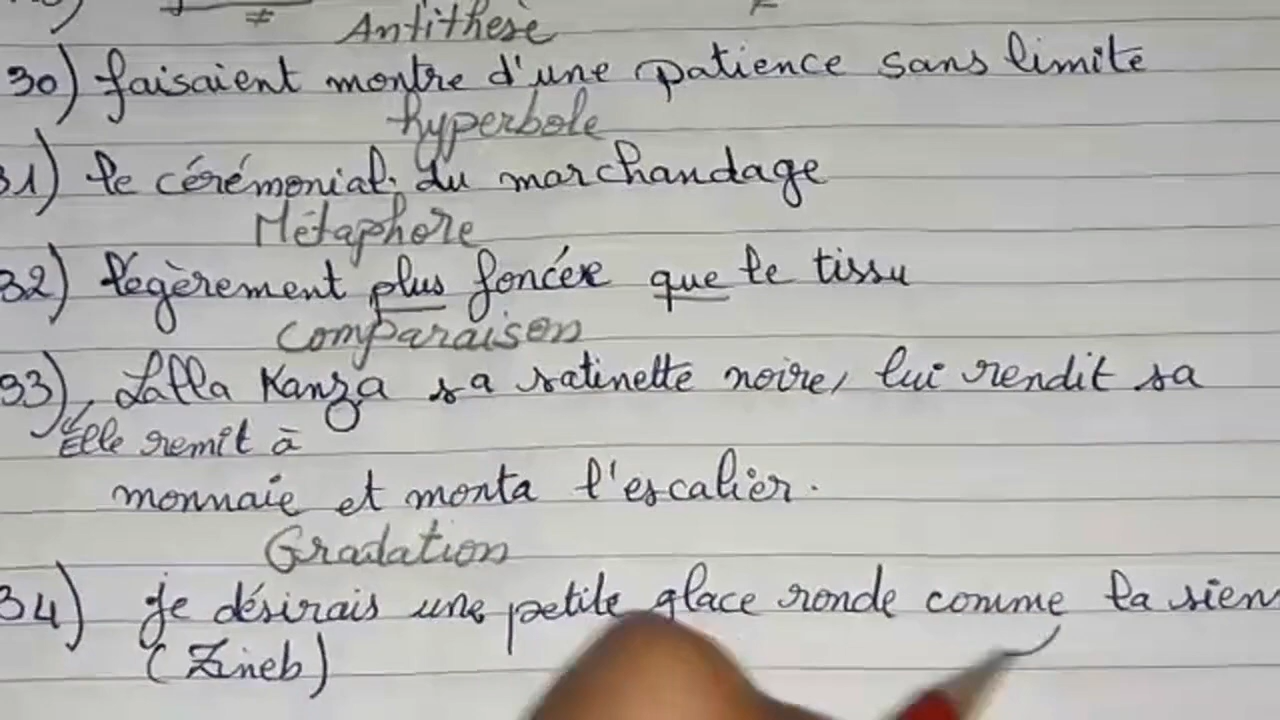 ≠ Antithèse
30) faisaient montre d'une patience sans limite
hyperbole
31) le cérémonial du marchandage
Métaphore
32) légèrement plus foncée que le tissu
comparaison
33) Lalla Kanza sa satinette noire, lui rendit sa
Elle remit à
monnaie et monta l'escalier.
Gradation
34) je désirais une petite glace ronde comme la sien
(Zineb)